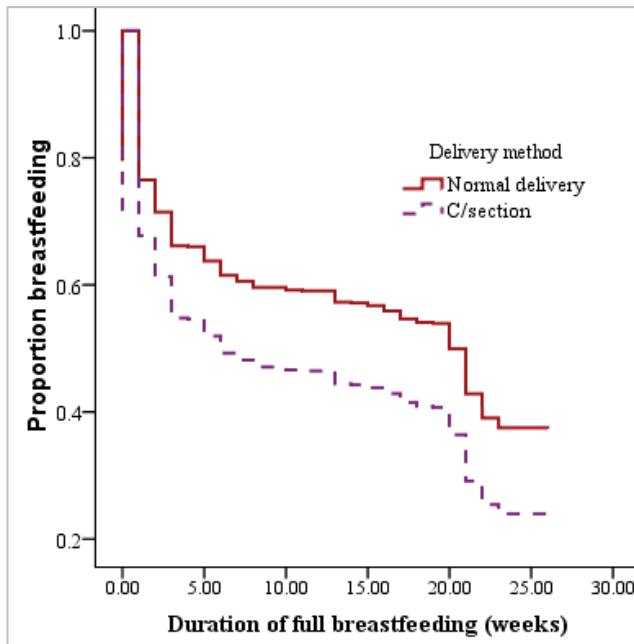 1.0
0.8
0.6
0.4
0.2
Proportion breastfeeding
Delivery method
Normal delivery
C/section
0.00 5.00 10.00 15.00 20.00 25.00 30.00
Duration of full breastfeeding (weeks)